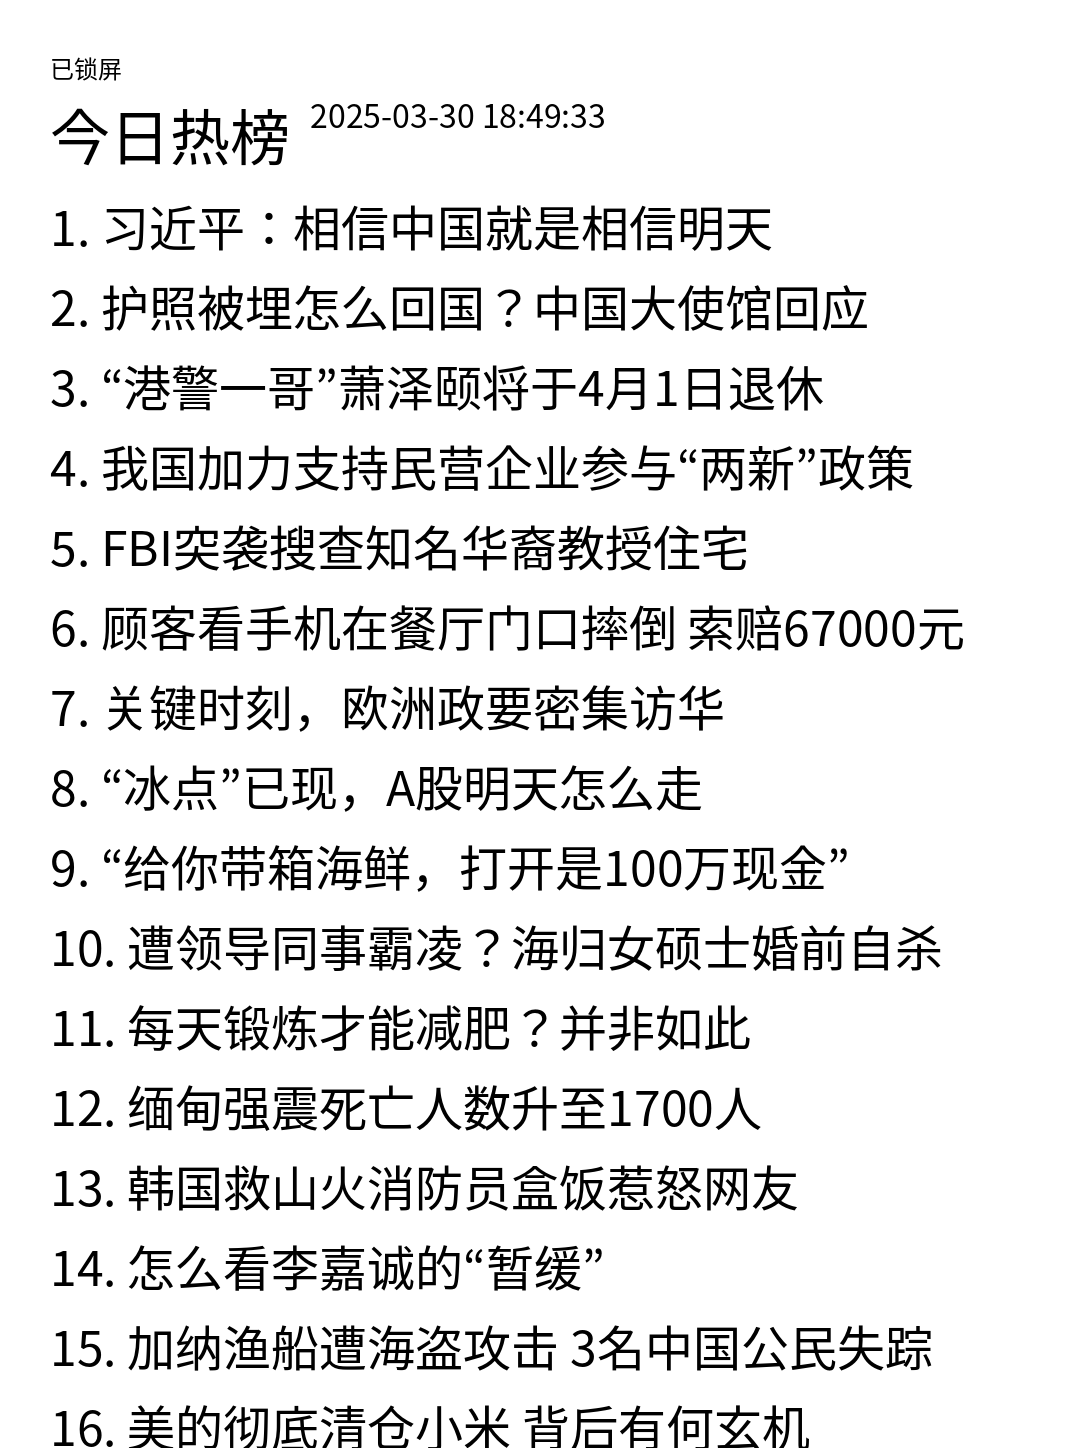 已锁屏
今日热榜 2025-03-30 18:49:33
1. 习近平：相信中国就是相信明天
2. 护照被埋怎么回国？中国大使馆回应
3. “港警一哥”萧泽颐将于4月1日退休
4. 我国加力支持民营企业参与“两新”政策
5. FBI突袭搜查知名华裔教授住宅
6. 顾客看手机在餐厅门口摔倒 索赔67000元
7. 关键时刻，欧洲政要密集访华
8. “冰点”已现，A股明天怎么走
9. “给你带箱海鲜，打开是100万现金”
10. 遭领导同事霸凌？海归女硕士婚前自杀
11. 每天锻炼才能减肥？并非如此
12. 缅甸强震死亡人数升至1700人
13. 韩国救山火消防员盒饭惹怒网友
14. 怎么看李嘉诚的“暂缓”
15. 加纳渔船遭海盗攻击 3名中国公民失踪
16. 美的彻底清仓小米 背后有何玄机